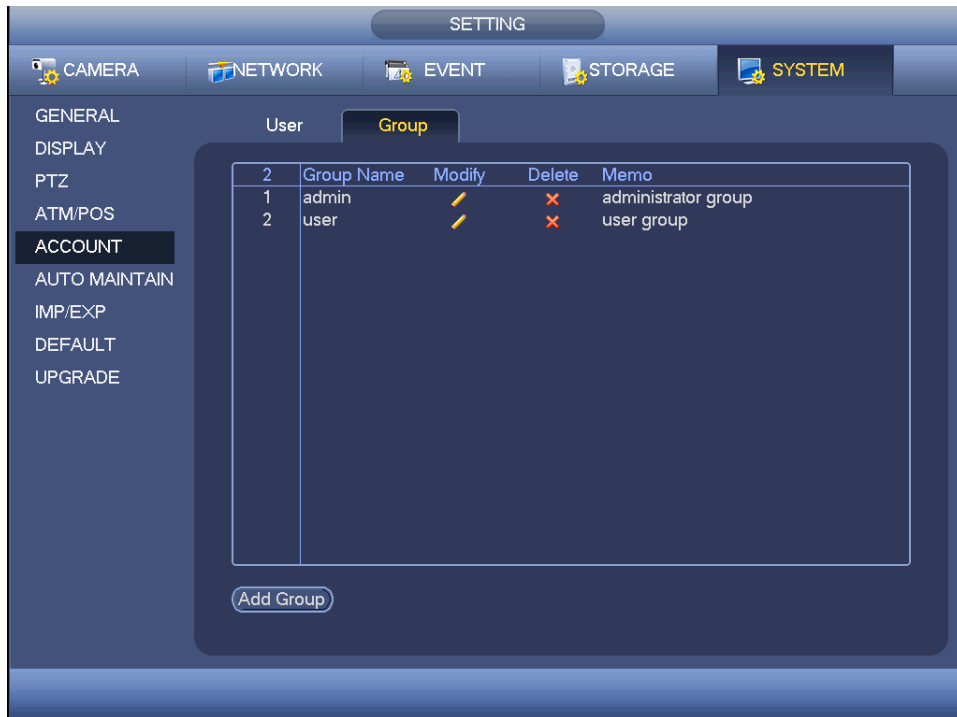 SETTING
CAMERA NETWORK EVENT STORAGE SYSTEM
GENERAL
DISPLAY
PTZ
ATM/POS
ACCOUNT
AUTO MAINTAIN
IMP/EXP
DEFAULT
UPGRADE
User Group
2 Group Name Modify Delete Memo
1 admin administrator group
2 user user group
Add Group